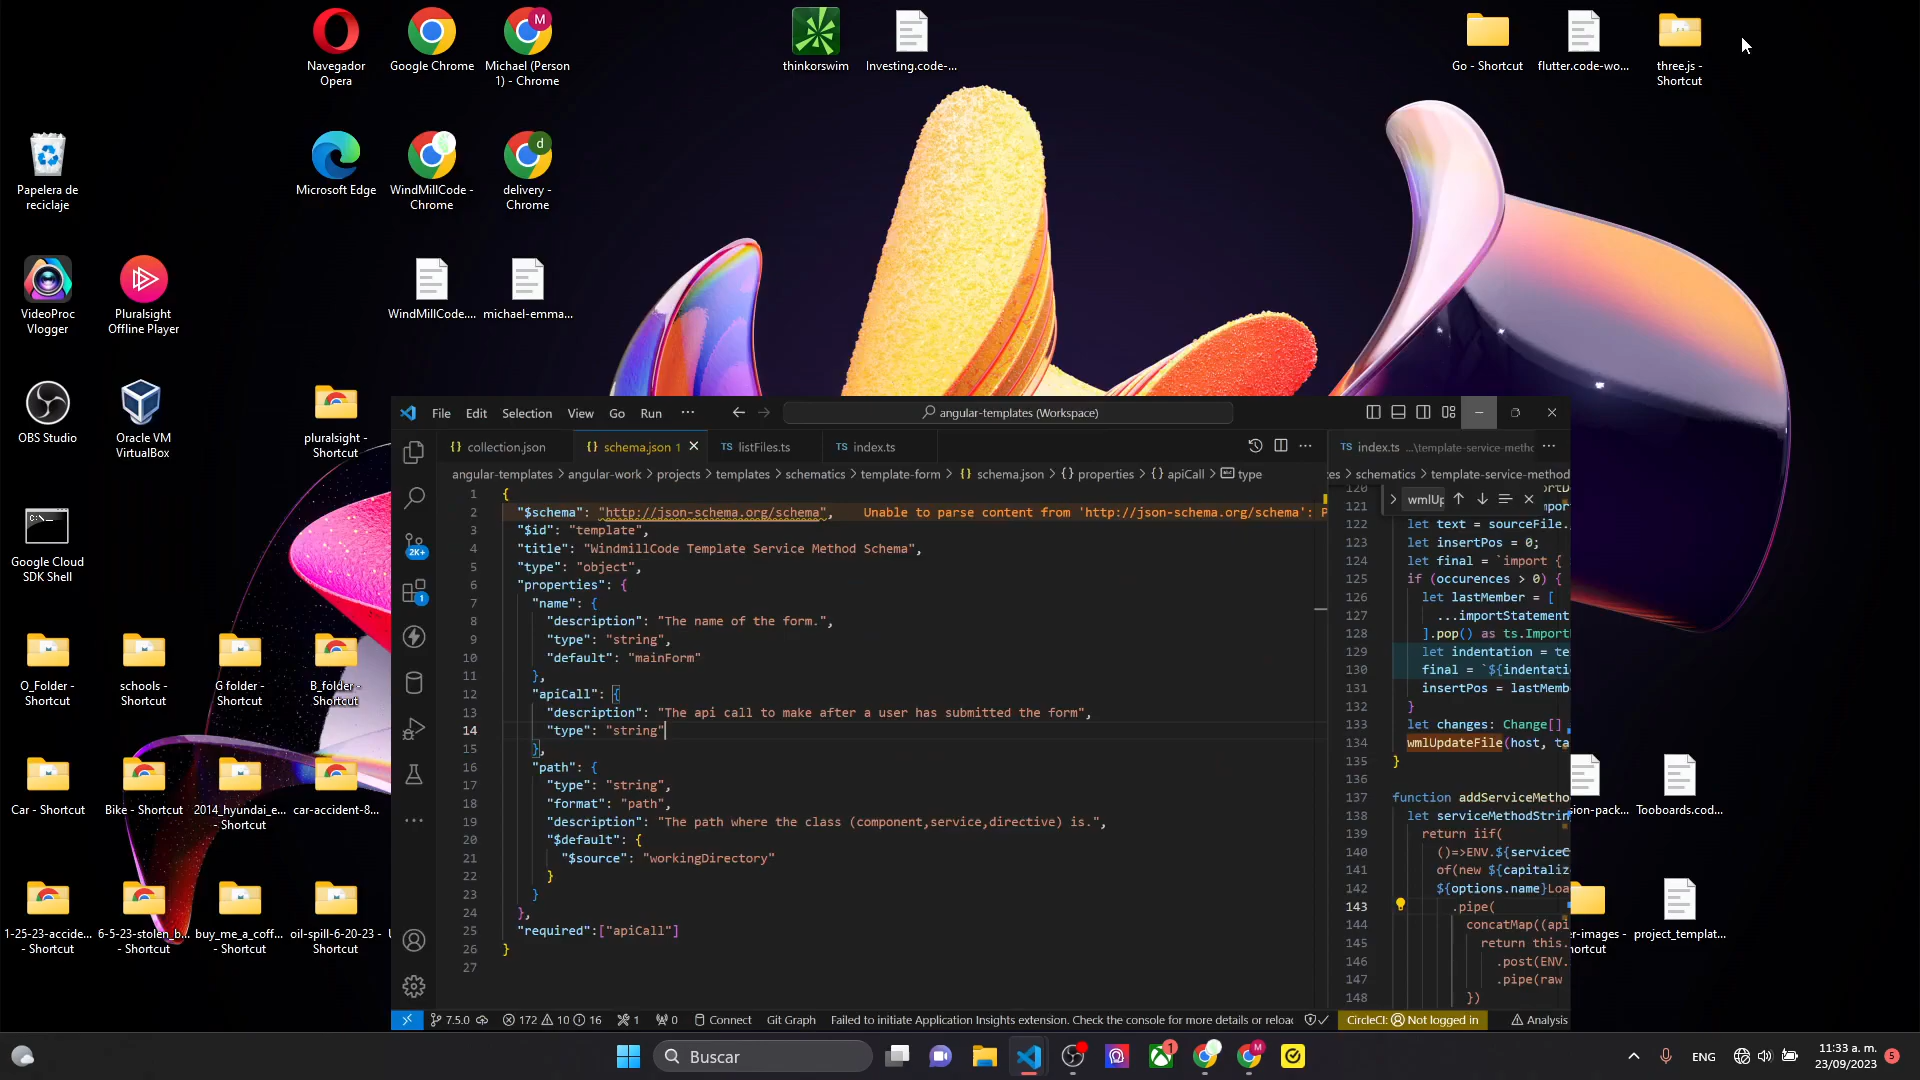 Navegador
Opera
Google Chrome
M
Michael (Person
1) - Chrome
thinkorswim
Investing.code-...
Go - Shortcut
flutter.code-wo...
three.js -
Shortcut
Papelera de
reciclaje
Microsoft Edge
WindMillCode -
Chrome
d
delivery -
Chrome
VideoProc
Vlogger
Pluralsight
Offline Player
WindMillCode....
michael-emma...
OBS Studio
Oracle VM
VirtualBox
pluralsight -
Shortcut
Google Cloud
SDK Shell
O_Folder -
Shortcut
schools -
Shortcut
G folder -
Shortcut
B_folder -
Shortcut
Car - Shortcut
Bike - Shortcut
2014_hyundai_e...
- Shortcut
car-accident-8...
1-25-23-accide...
- Shortcut
6-5-23-stolen_b...
- Shortcut
buy_me_a_coff...
- Shortcut
oil-spill-6-20-23 -
Shortcut
Tooboards.cod...
project_templat...
File Edit Selection View Go Run ···
angular-templates (Workspace)
{} collection.json
{} schema.json 1
TS listFiles.ts
TS index.ts
angular-templates > angular-work > projects > templates > schematics > template-form > {} schema.json > {} properties > {} apiCall > type
1 {
2 "$schema": "http://json-schema.org/schema", Unable to parse content from 'http://json-schema.org/schema': P
3 "$id": "template",
4 "title": "WindmillCode Template Service Method Schema",
5 "type": "object",
6 "properties": {
7 "name": {
8 "description": "The name of the form.",
9 "type": "string",
10 "default": "mainForm"
11 },
12 "apiCall": {
13 "description": "The api call to make after a user has submitted the form",
14 "type": "string"
15 },
16 "path": {
17 "type": "string",
18 "format": "path",
19 "description": "The path where the class (component,service,directive) is.",
20 "$default": {
21 "$source": "workingDirectory"
22 }
23 }
24 },
25 "required":["apiCall"]
26 }
27
2K+
1
TS index.ts ...\template-service-metho
es > schematics > template-service-method
wmlUp
120
121
122 let text = sourceFile.
123 let insertPos = 0;
124 let final = `import {
125 if (occurences > 0) {
126 let lastMember = [
127 ...importStatement
128 ].pop() as ts.Import
129 let indentation = te
130 final = `${indentati
131 insertPos = lastMemb
132 }
133 let changes: Change[]
134 wmlUpdateFile(host, ta
135 }
136
137 function addServiceMetho
138 let serviceMethodStrin
139 return iif(
140 ()=>ENV.${serviceC
141 of(new ${capitaliz
142 ${options.name}Loa
143 .pipe(
144 concatMap((api
145 return this.
146 .post(ENV.
147 .pipe(raw
148 })
7.5.0 172 10 16 1 0 Connect Git Graph Failed to initiate Application Insights extension. Check the console for more details or reloa
CircleCI: Not logged in
Analysis
Buscar
1
M
ENG
11:33 a. m.
23/09/2023
5